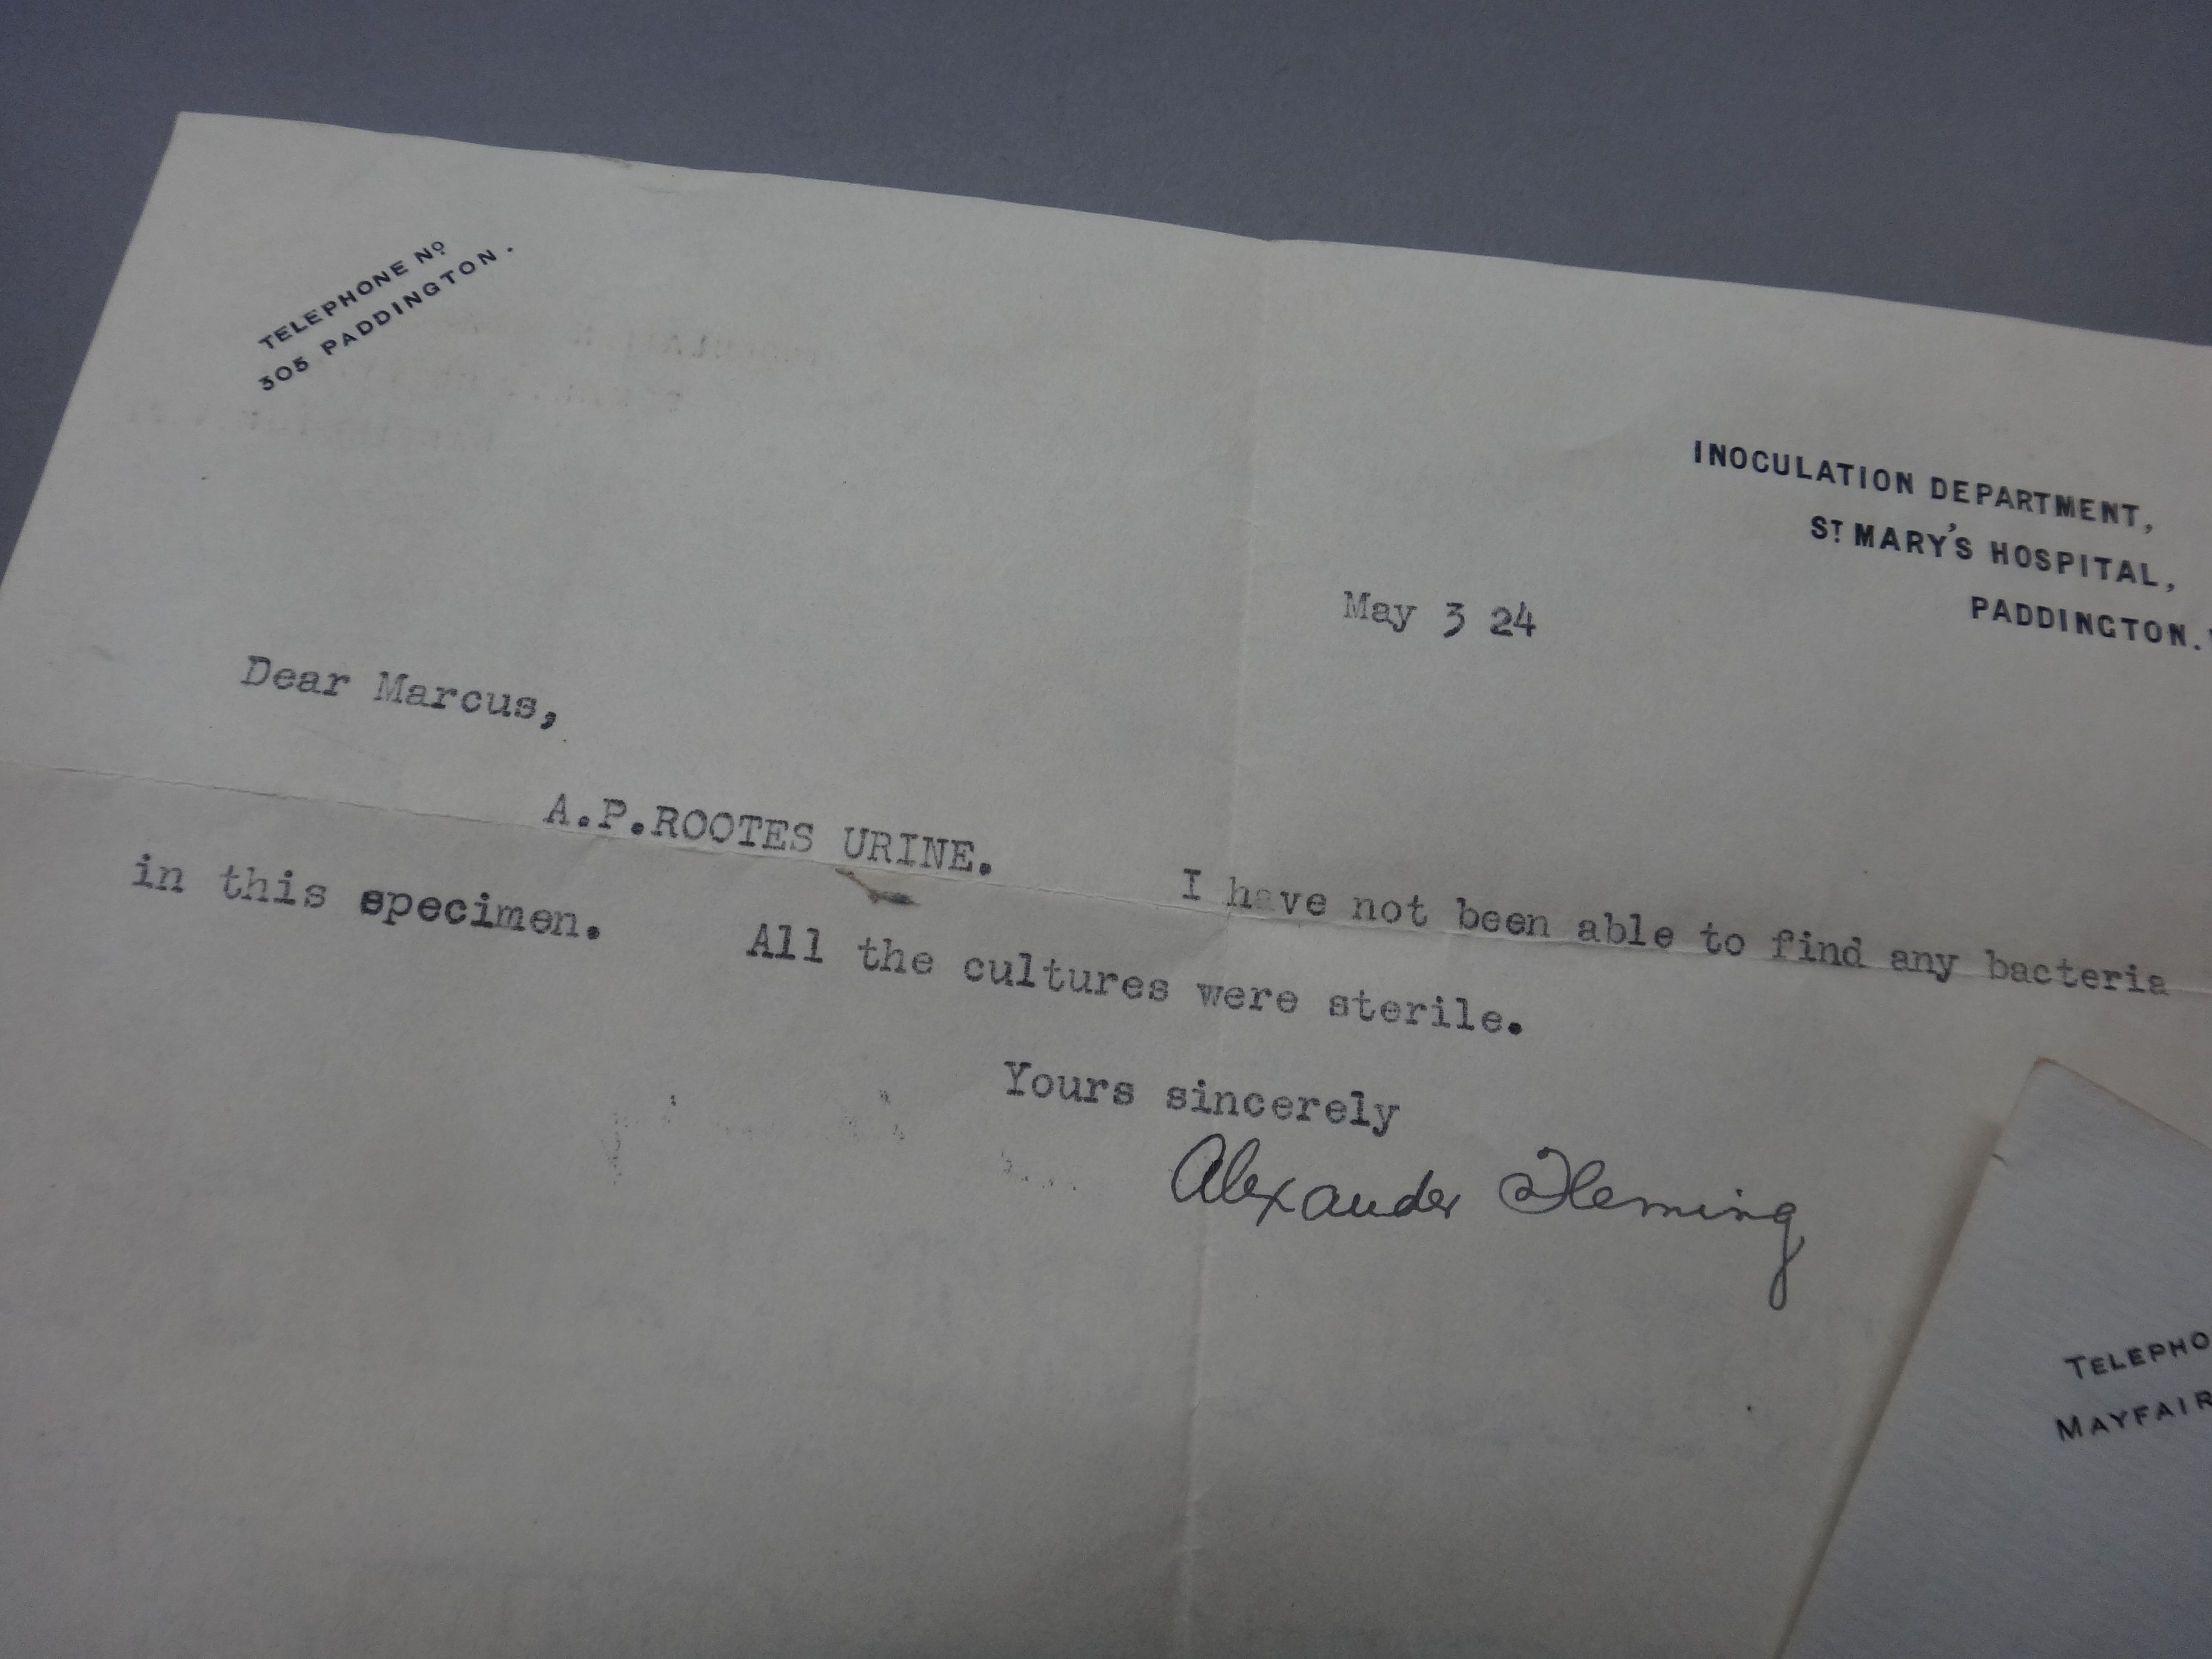 TELEPHONE Nº
305 PADDINGTON.
INOCULATION DEPARTMENT,
ST MARY'S HOSPITAL,
PADDINGTON.
May 3 24
Dear Marcus,
A.P.ROOTES URINE. I have not been able to find any bacteria
in this specimen. All the cultures were sterile.
Yours sincerely
Alexander Fleming
TELEPHO
MAYFAIR